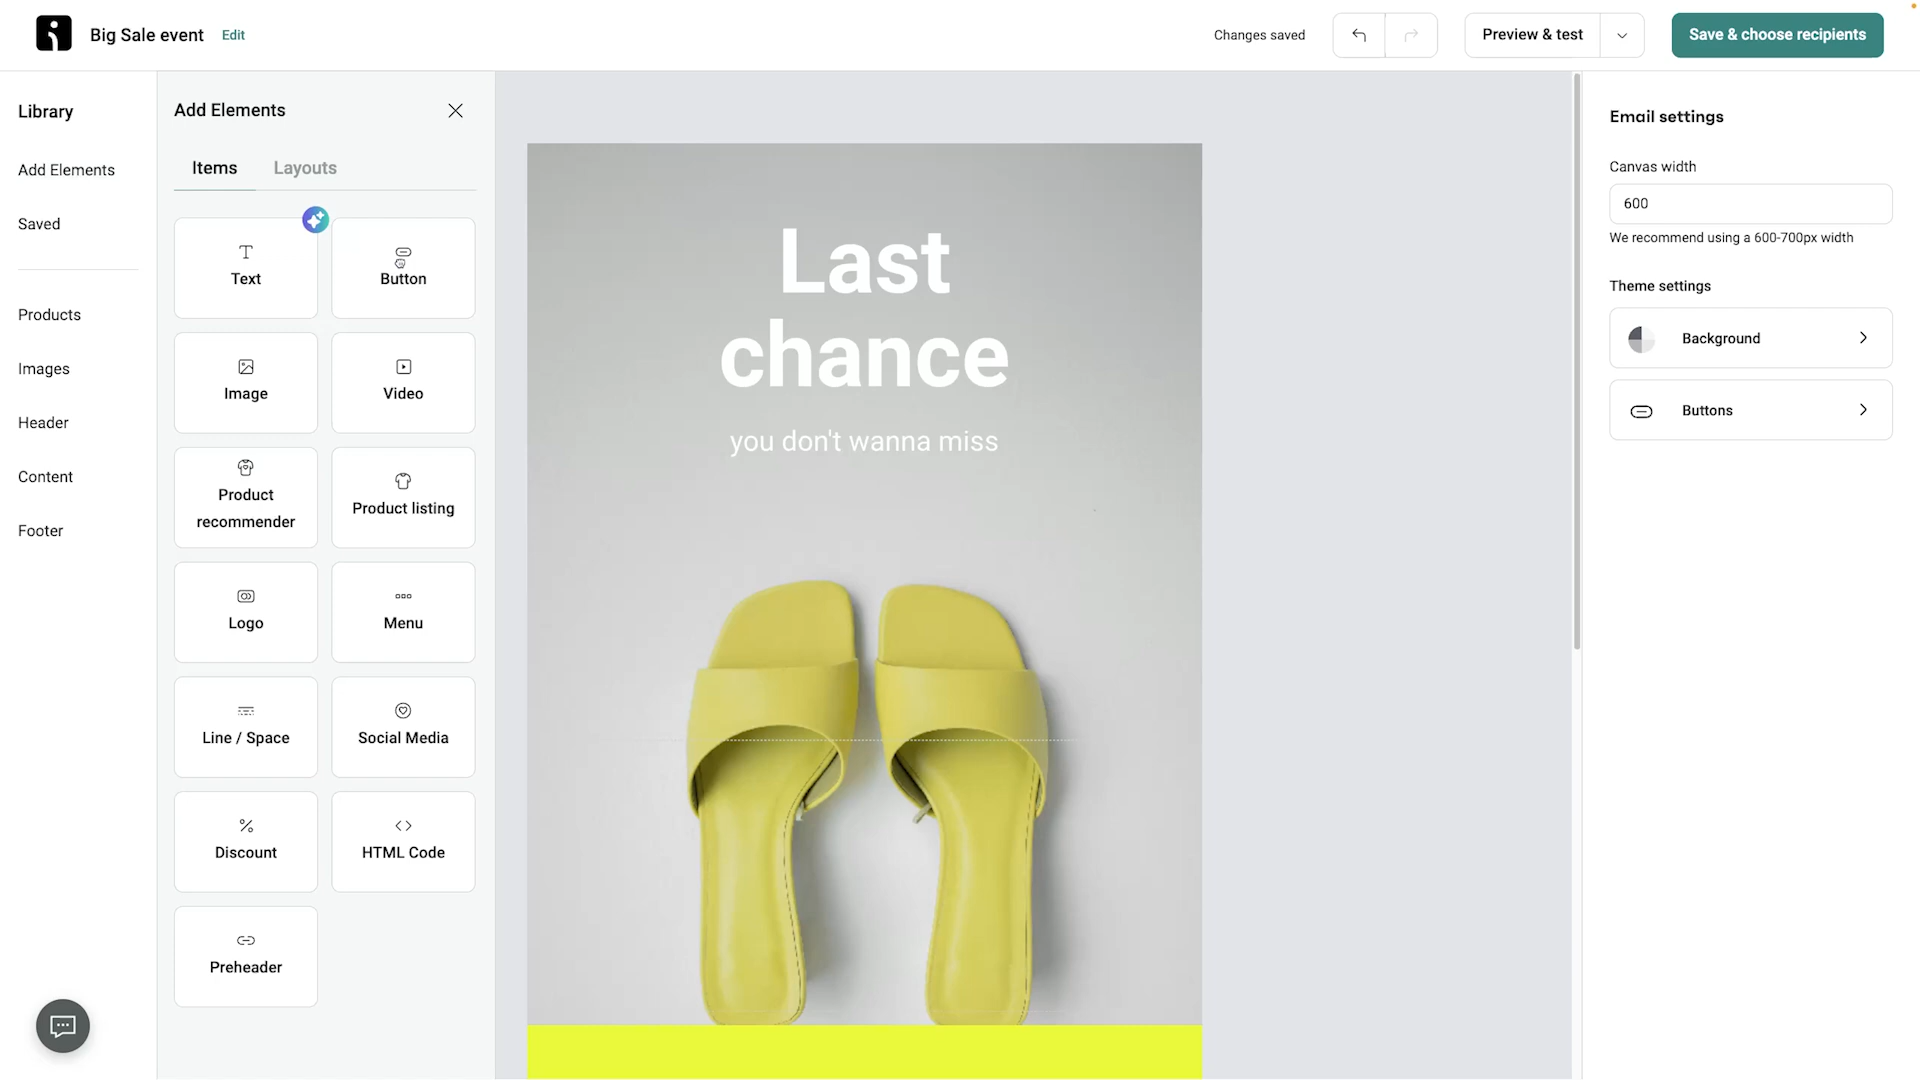 Big Sale event
Edit
Changes saved
Preview & test
Save & choose recipients
Library
Add Elements
Saved
Products
Images
Header
Content
Footer
Add Elements
Items
Layouts
Text
Button
Image
Video
Product
recommender
Product listing
Logo
Menu
Line / Space
Social Media
Discount
HTML Code
Preheader
Last
chance
you don't wanna miss
Email settings
Canvas width
600
We recommend using a 600-700px width
Theme settings
Background
Buttons